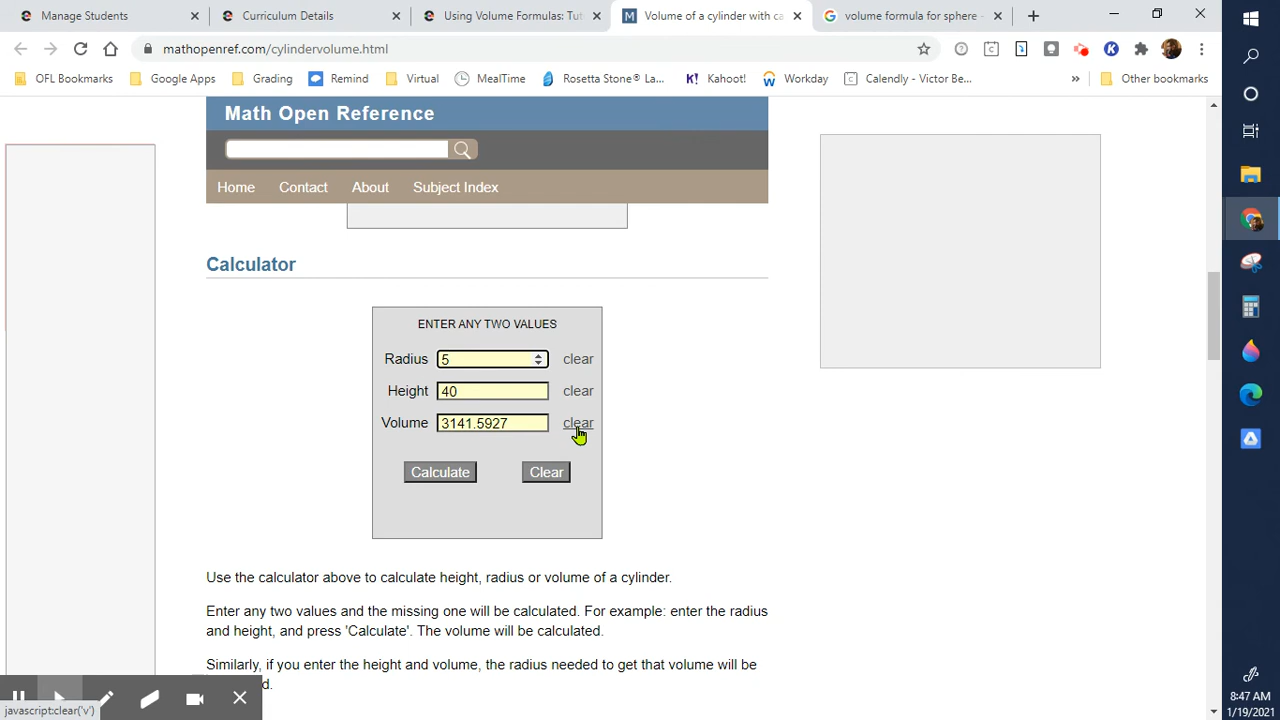 Manage Students
Curriculum Details
Using Volume Formulas: Tut
Volume of a cylinder with ca
volume formula for sphere -
mathopenref.com/cylindervolume.html
OFL Bookmarks
Google Apps
Grading
Remind
Virtual
MealTime
Rosetta Stone® La...
Kahoot!
Workday
Calendly - Victor Be...
»
Other bookmarks
Math Open Reference
Home
Contact
About
Subject Index
Calculator
ENTER ANY TWO VALUES
Radius 5 clear
Height 40 clear
Volume 3141.5927 clear
Calculate Clear
Use the calculator above to calculate height, radius or volume of a cylinder.
Enter any two values and the missing one will be calculated. For example: enter the radius
and height, and press 'Calculate'. The volume will be calculated.
Similarly, if you enter the height and volume, the radius needed to get that volume will be
d.
javascript:clear('v')
8:47 AM
1/19/2021